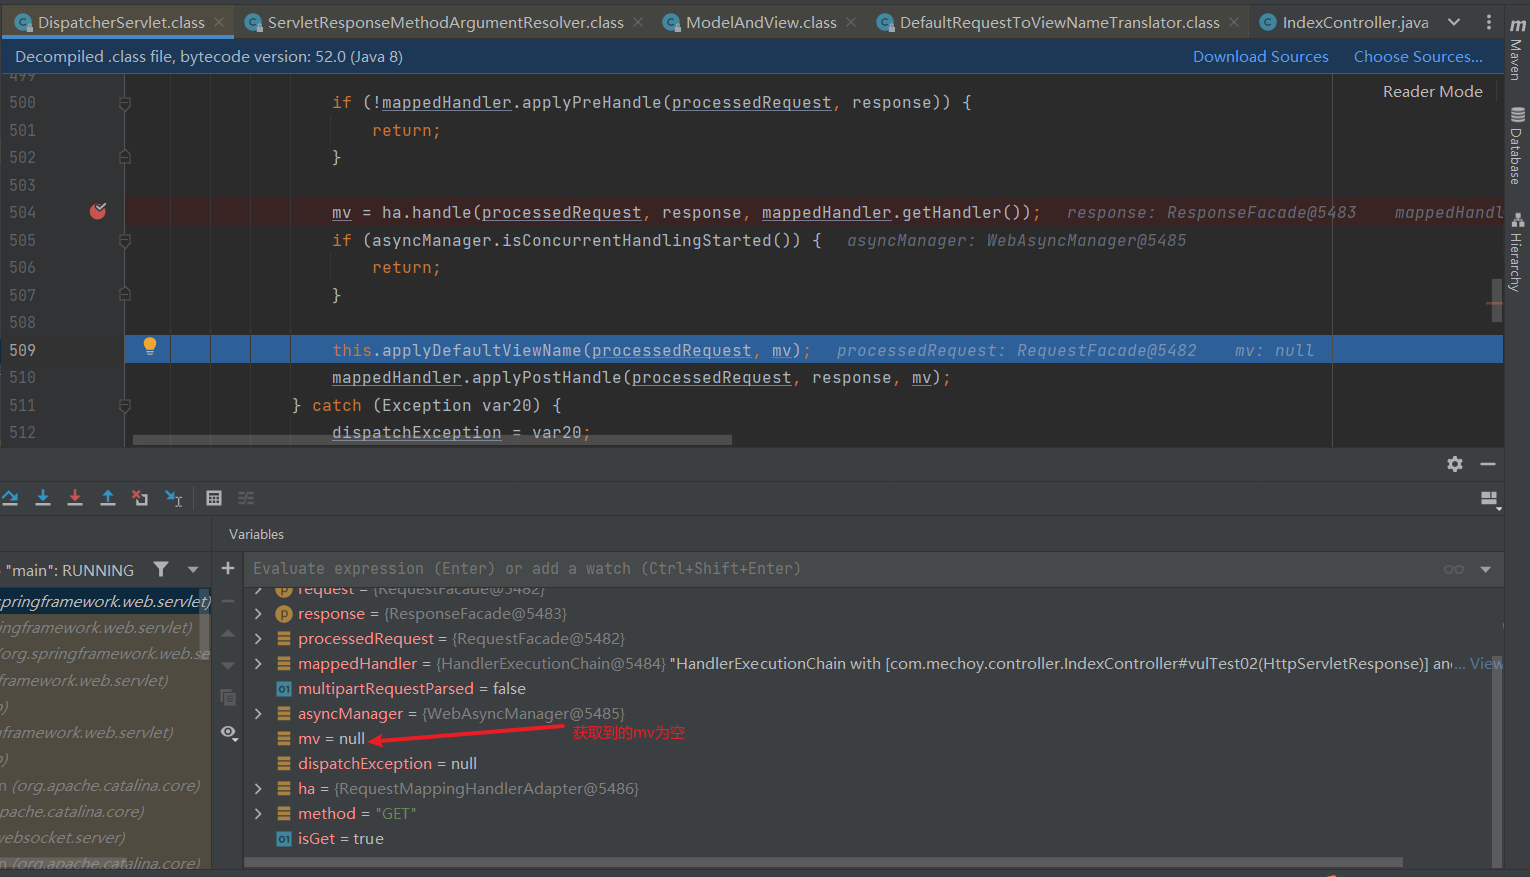 DispatcherServlet.class
ServletResponseMethodArgumentResolver.class
ModelAndView.class
DefaultRequestToViewNameTranslator.class
IndexController.java
Decompiled .class file, bytecode version: 52.0 (Java 8)
Download Sources
Choose Sources...
Reader Mode
499
500 if (!mappedHandler.applyPreHandle(processedRequest, response)) {
501 return;
502 }
503
504 mv = ha.handle(processedRequest, response, mappedHandler.getHandler()); response: ResponseFacade@5483 mappedHandl
505 if (asyncManager.isConcurrentHandlingStarted()) { asyncManager: WebAsyncManager@5485
506 return;
507 }
508
509 this.applyDefaultViewName(processedRequest, mv); processedRequest: RequestFacade@5482 mv: null
510 mappedHandler.applyPostHandle(processedRequest, response, mv);
511 } catch (Exception var20) {
512 dispatchException = var20;
m
Maven
Database
Hierarchy
Variables
"main": RUNNING
Evaluate expression (Enter) or add a watch (Ctrl+Shift+Enter)
springframework.web.servlet)
ingframework.web.servlet)
(org.springframework.web.se
framework.web.servlet)
)
gframework.web.servlet)
)
n (org.apache.catalina.core)
pache.catalina.core)
websocket.server)
n (org.apache.catalina.core)
request = {RequestFacade@5482}
response = {ResponseFacade@5483}
processedRequest = {RequestFacade@5482}
mappedHandler = {HandlerExecutionChain@5484} "HandlerExecutionChain with [com.mechoy.controller.IndexController#vulTest02(HttpServletResponse)] an... View
multipartRequestParsed = false
asyncManager = {WebAsyncManager@5485}
mv = null
获取到的mv为空
dispatchException = null
ha = {RequestMappingHandlerAdapter@5486}
method = "GET"
isGet = true